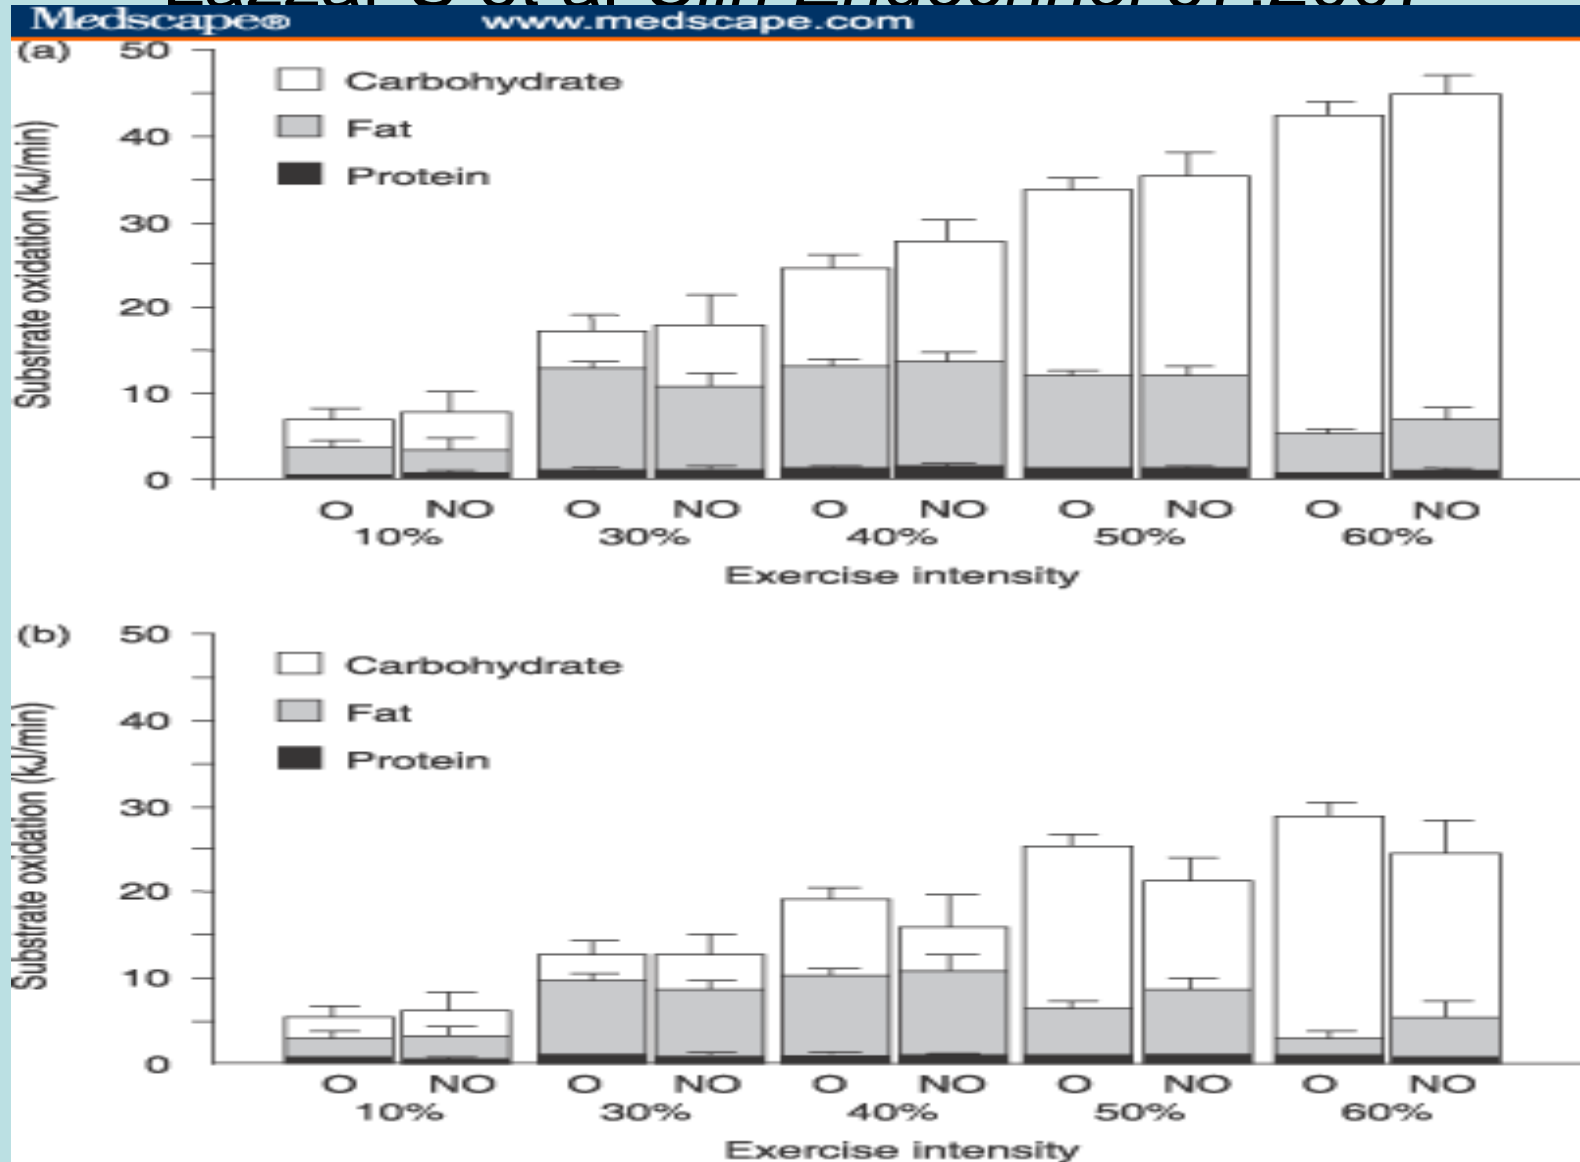 Medscape® www.medscape.com
(a)
50
40
30
20
10
0
Substrate oxidation (kJ/min)
Carbohydrate
Fat
Protein
O NO O NO O NO O NO O NO
10% 30% 40% 50% 60%
Exercise intensity
(b)
50
40
30
20
10
0
Substrate oxidation (kJ/min)
Carbohydrate
Fat
Protein
O NO O NO O NO O NO O NO
10% 30% 40% 50% 60%
Exercise intensity